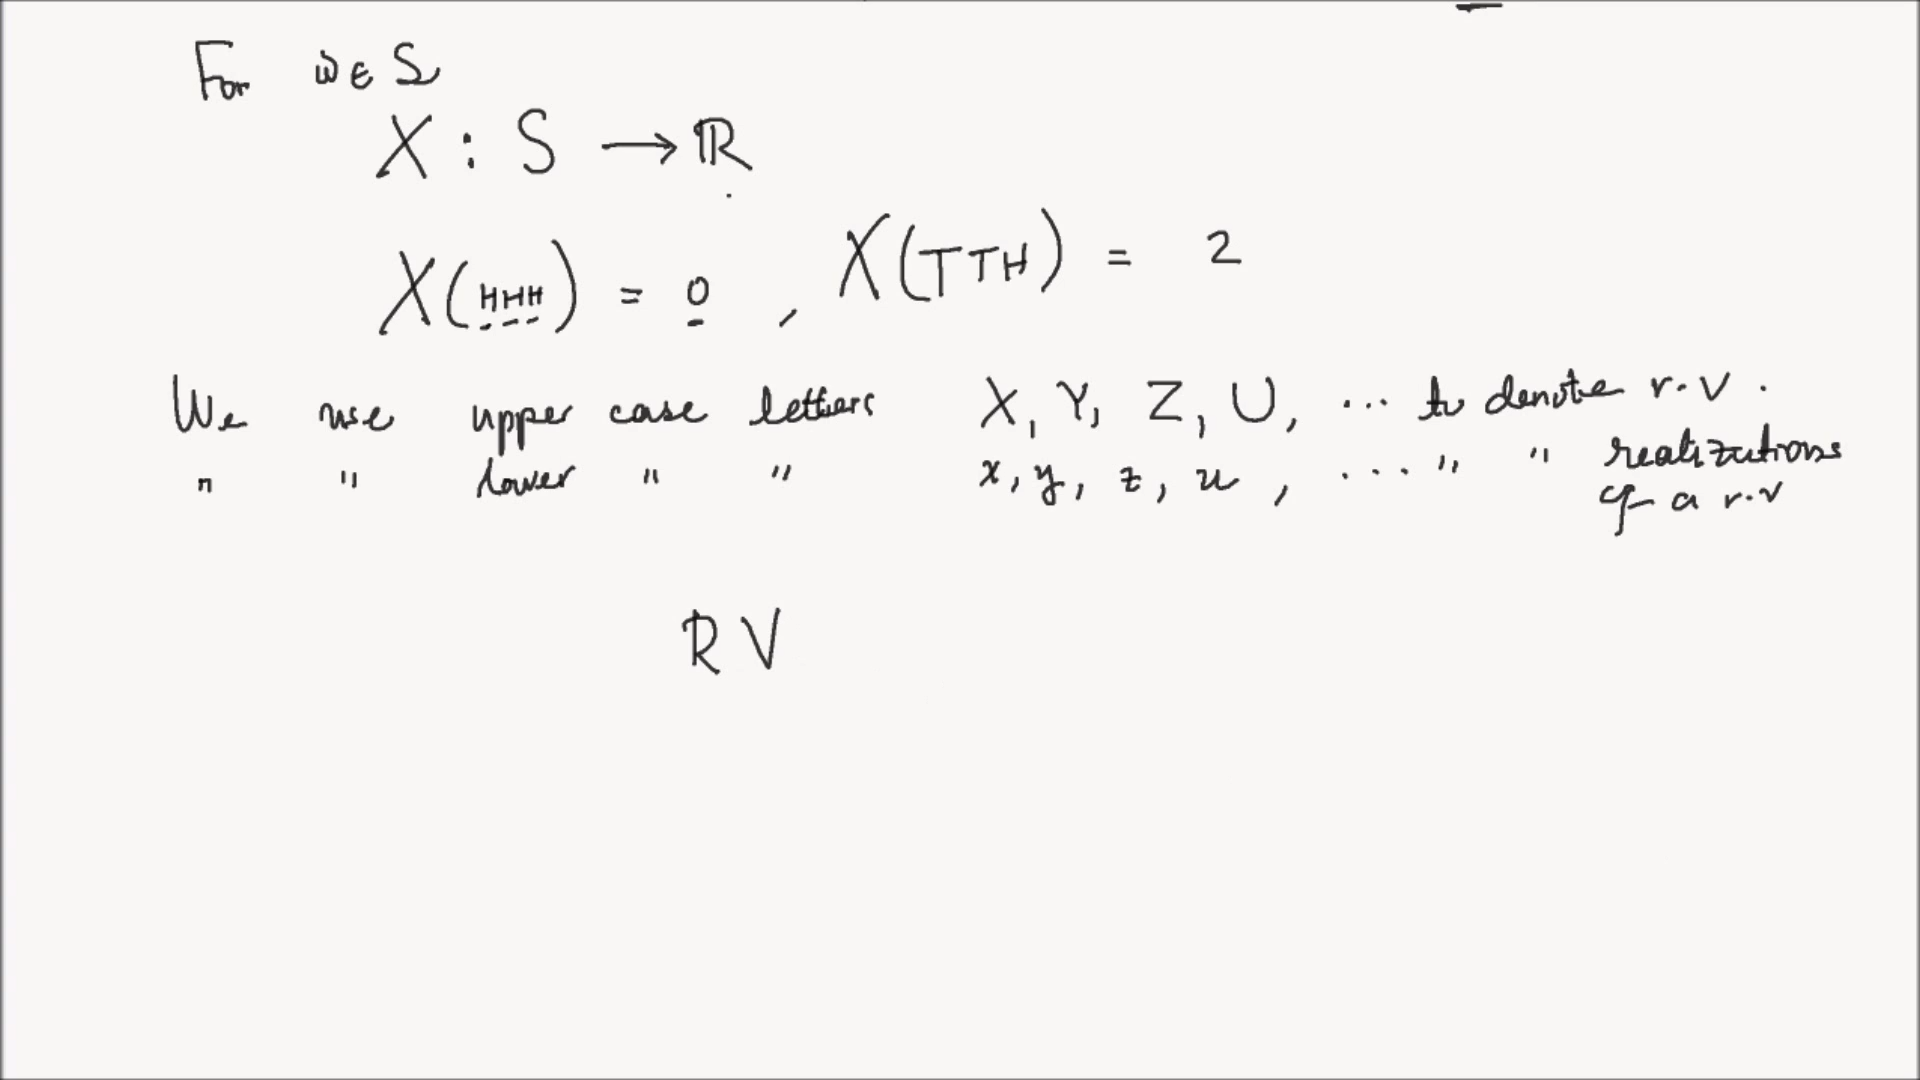 For ω ∈ S
X : S → ℝ
X(HHH) = 0 , X(TTH) = 2
We use upper case letters X, Y, Z, U, ... to denote r.v.
" " lower " " x, y, z, u, ... " " realizations
of a r.v
RV